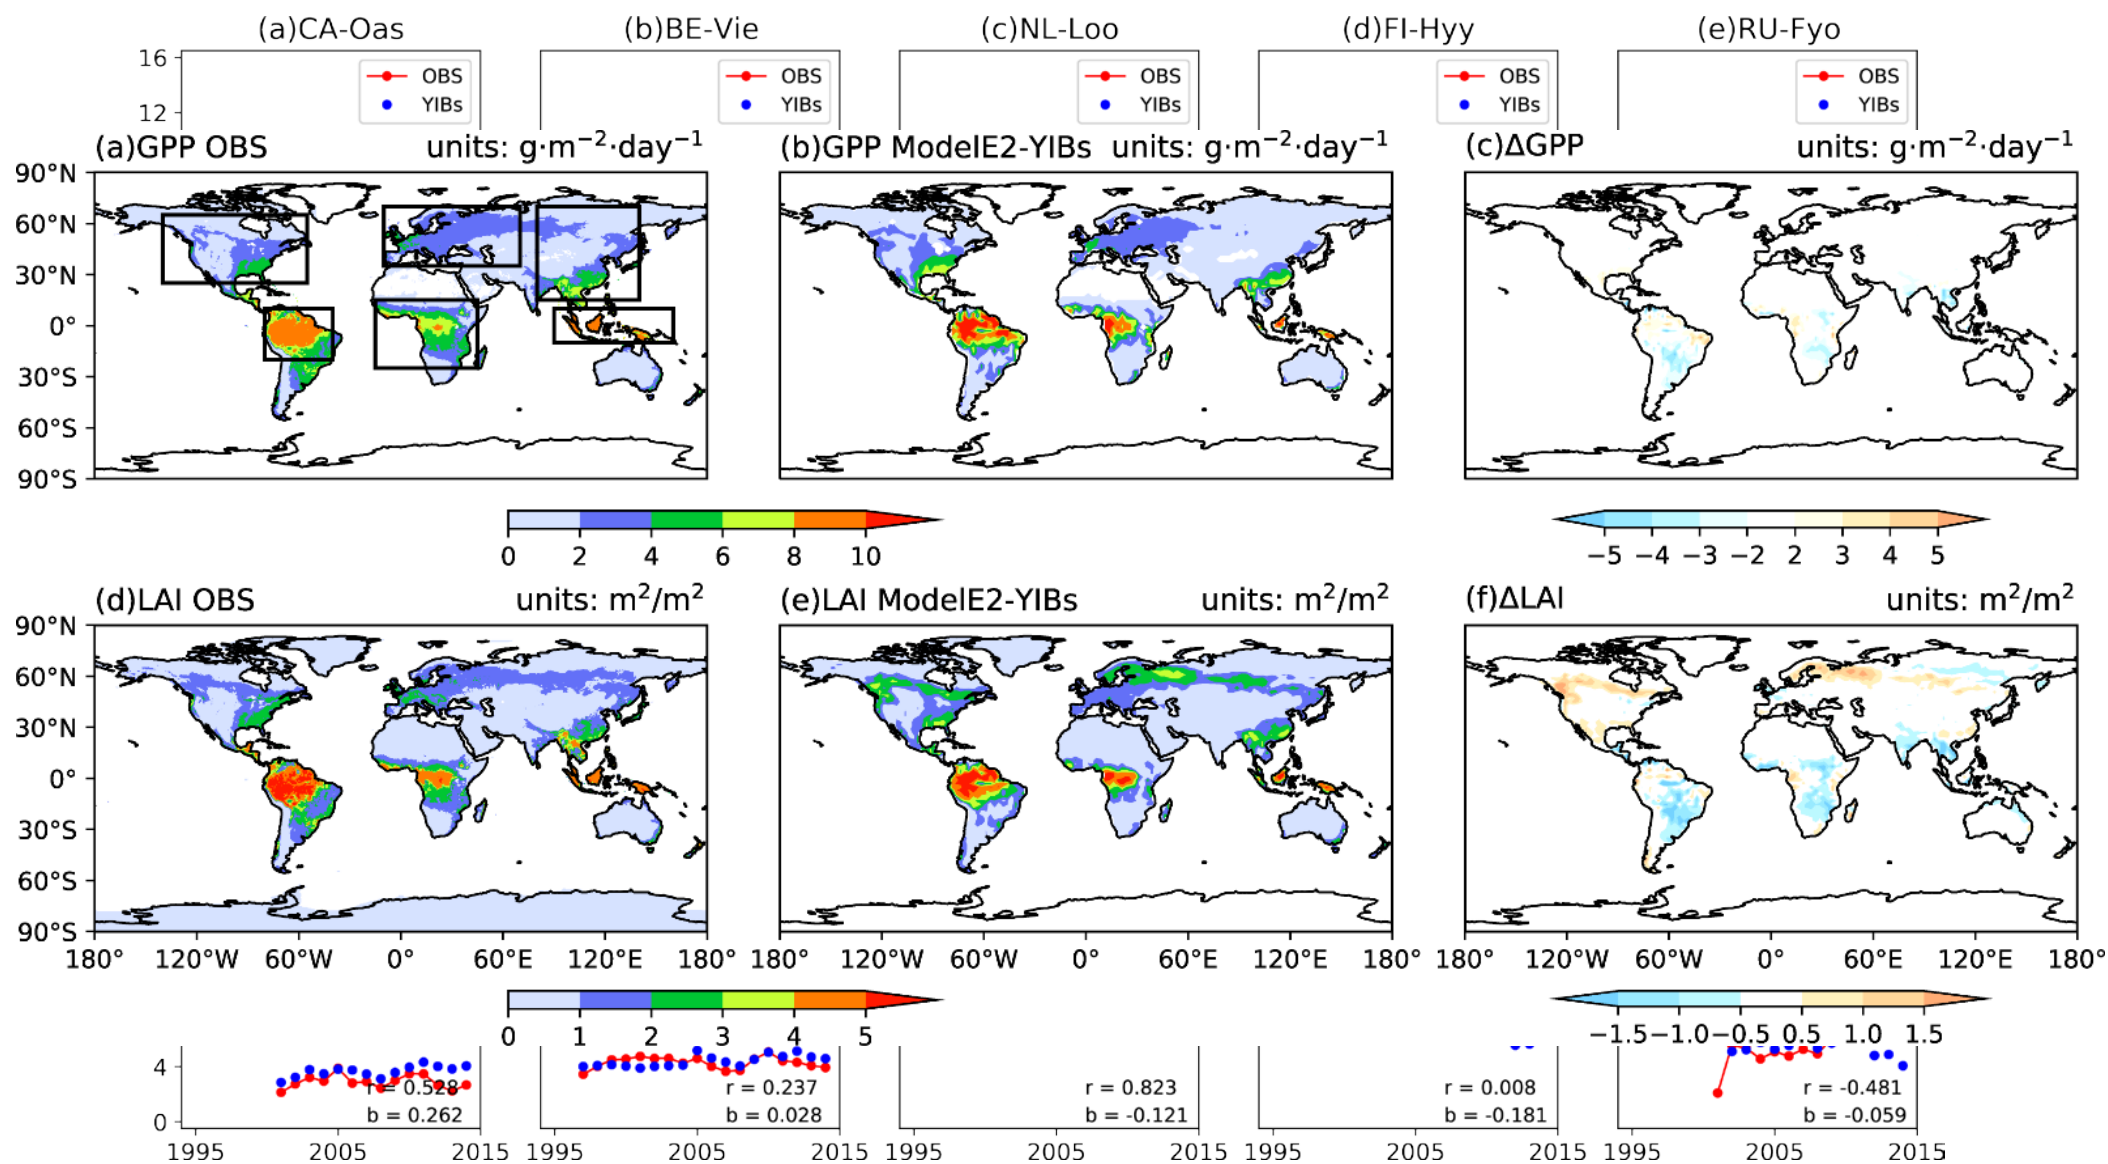 (a)CA-Oas (b)BE-Vie (c)NL-Loo (d)FI-Hyy (e)RU-Fyo
16 OBS OBS OBS OBS OBS
12 YIBs YIBs YIBs YIBs YIBs
(a)GPP OBS units: g·m⁻²·day⁻¹ (b)GPP ModelE2-YIBs units: g·m⁻²·day⁻¹ (c)ΔGPP units: g·m⁻²·day⁻¹
90°N
60°N
30°N
0°
30°S
60°S
90°S
0 2 4 6 8 10 −5 −4 −3 −2 2 3 4 5
(d)LAI OBS units: m²/m² (e)LAI ModelE2-YIBs units: m²/m² (f)ΔLAI units: m²/m²
90°N
60°N
30°N
0°
30°S
60°S
90°S
180° 120°W 60°W 0° 60°E 120°E 180° 180° 120°W 60°W 0° 60°E 120°E 180° 180° 120°W 60°W 0° 60°E 120°E 180°
0 1 2 3 4 5 −1.5 −1.0 −0.5 0.5 1.0 1.5
4 r = 0.528 r = 0.237 r = 0.823 r = 0.008 r = -0.481
0 b = 0.262 b = 0.028 b = -0.121 b = -0.181 b = -0.059
1995 2005 2015 1995 2005 2015 1995 2005 2015 1995 2005 2015 1995 2005 2015